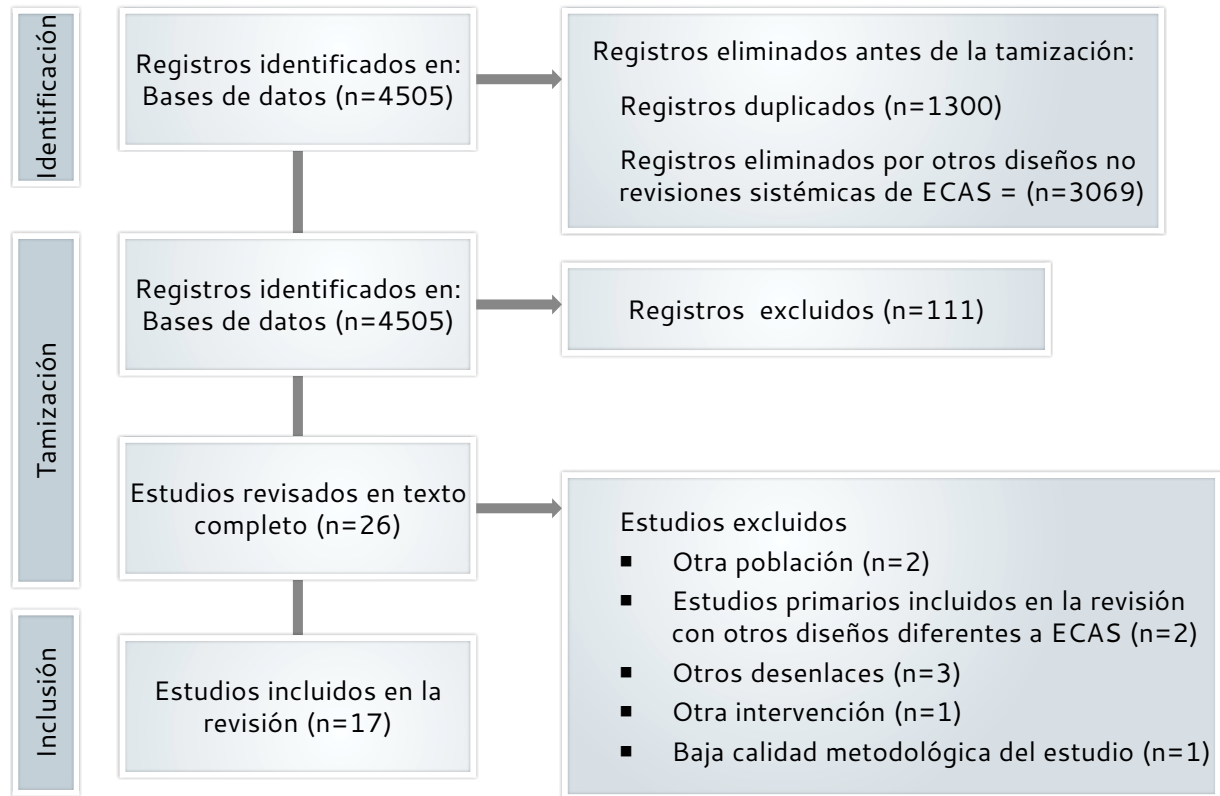 Identificación
Registros identificados en:
Bases de datos (n=4505)
Registros eliminados antes de la tamización:
Registros duplicados (n=1300)
Registros eliminados por otros diseños no
revisiones sistémicas de ECAS = (n=3069)
Tamización
Registros identificados en:
Bases de datos (n=4505)
Registros excluidos (n=111)
Estudios revisados en texto
completo (n=26)
Estudios excluidos
▪ Otra población (n=2)
▪ Estudios primarios incluidos en la revisión
con otros diseños diferentes a ECAS (n=2)
▪ Otros desenlaces (n=3)
▪ Otra intervención (n=1)
▪ Baja calidad metodológica del estudio (n=1)
Inclusión
Estudios incluidos en la
revisión (n=17)